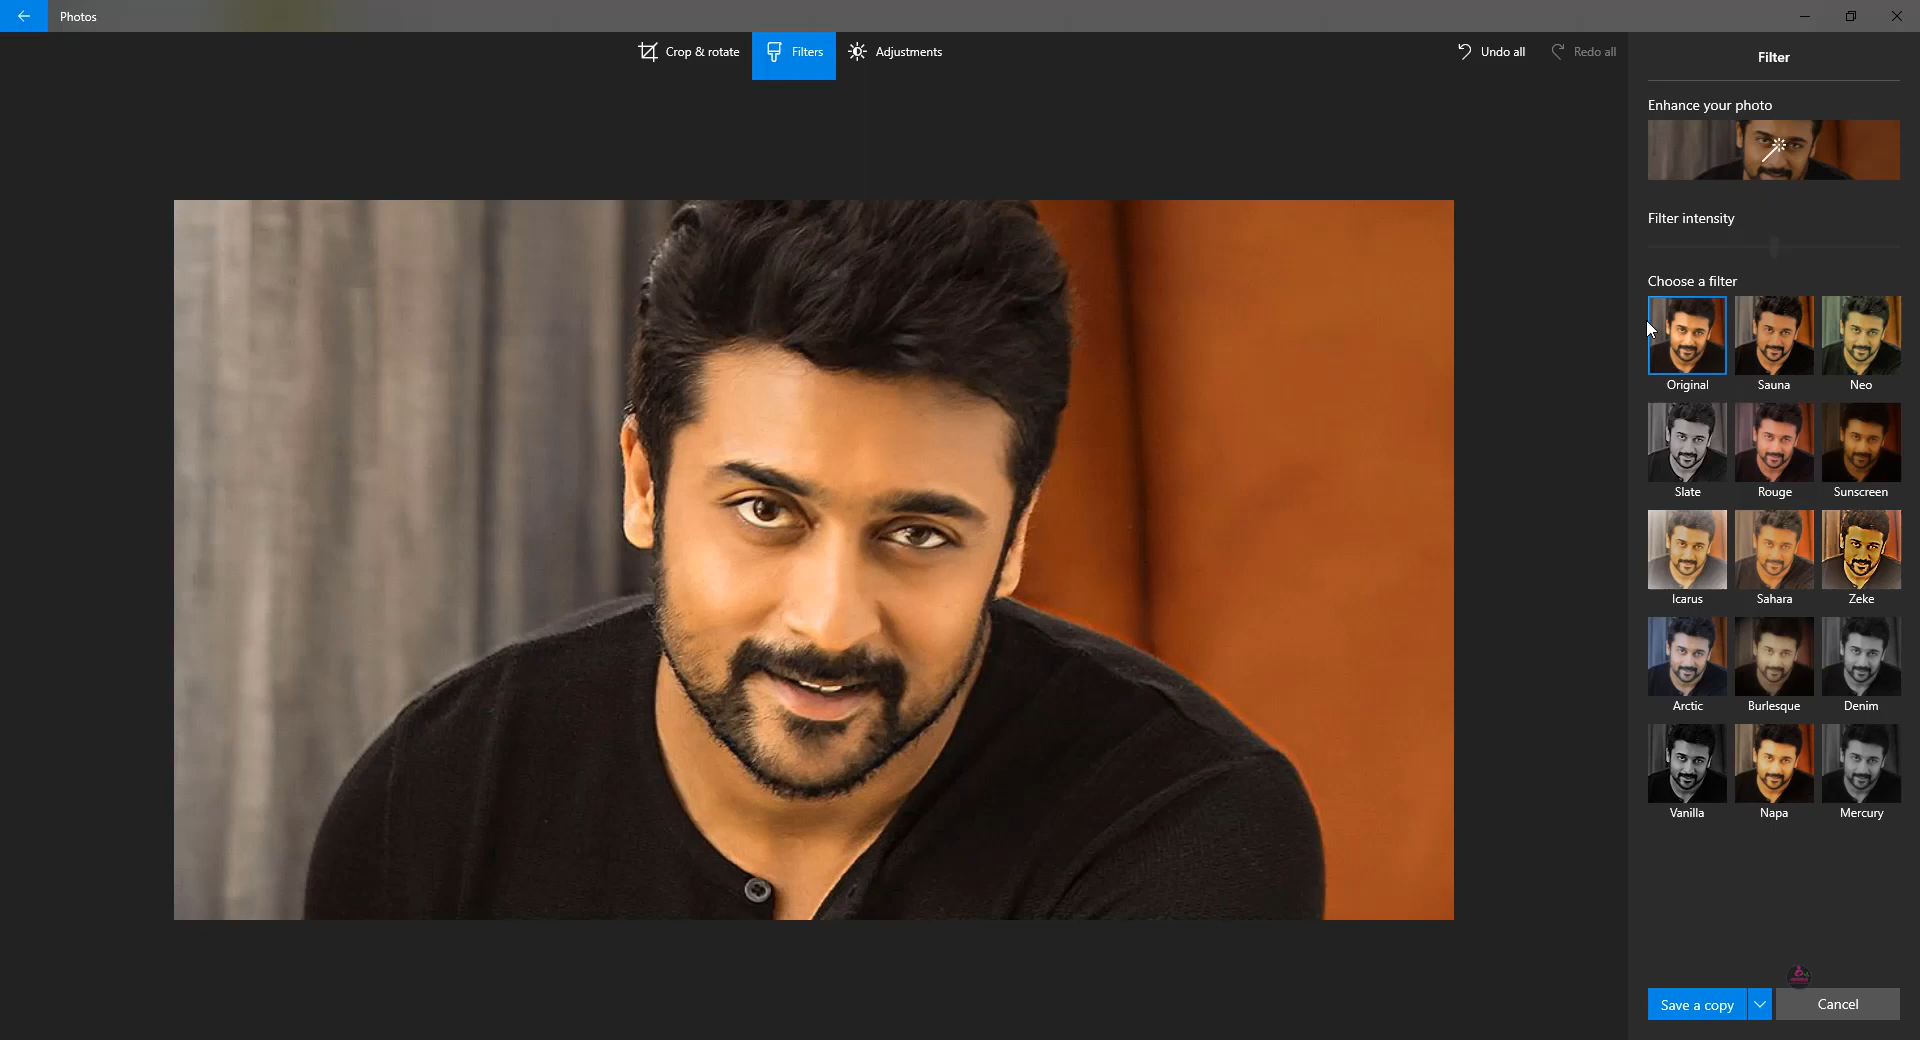 Photos
Crop & rotate
Filters
Adjustments
Undo all
Redo all
Filter
Enhance your photo
Filter intensity
Choose a filter
Original Sauna Neo
Slate Rouge Sunscreen
Icarus Sahara Zeke
Arctic Burlesque Denim
Vanilla Napa Mercury
Save a copy
Cancel